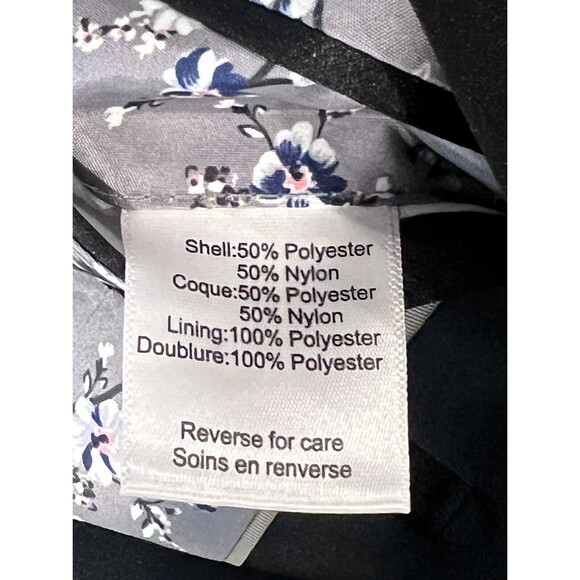 Shell:50% Polyester
50% Nylon
Coque:50% Polyester
50% Nylon
Lining:100% Polyester
Doublure:100% Polyester
Reverse for care
Soins en renverse